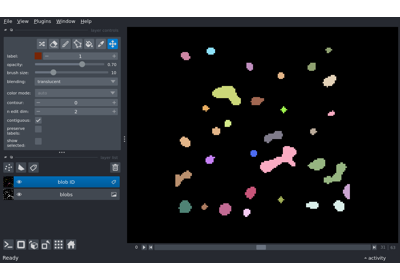 File View Plugins Window Help
label: 1
opacity: 0.70
brush size: 10
blending: translucent
color mode:
contour: 0
n edit dim: 2
contiguous:
preserve
labels:
show
selected:
blob ID
blobs
Ready
activity